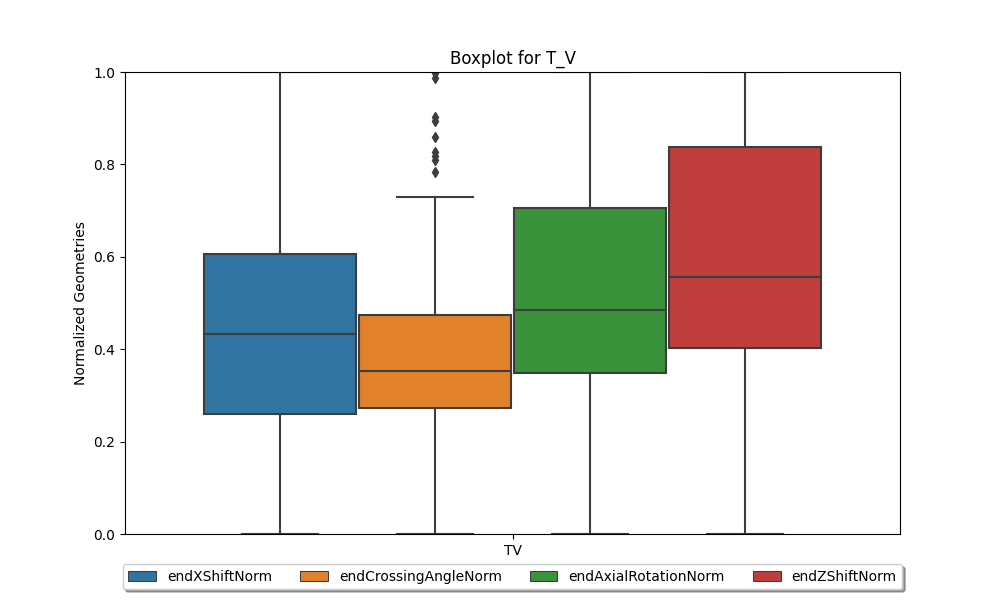 Boxplot for T_V
1.0
0.8
0.6
0.4
0.2
0.0
Normalized Geometries
TV
endXShiftNorm endCrossingAngleNorm endAxialRotationNorm endZShiftNorm